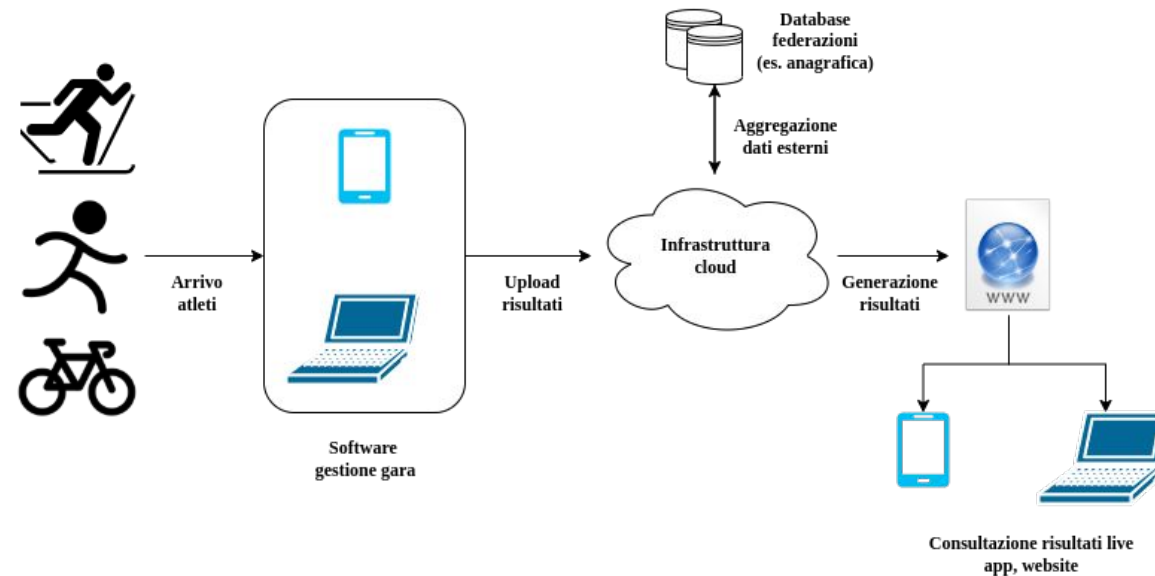 Database
federazioni
(es. anagrafica)
Aggregazione
dati esterni
Arrivo
atleti
Upload
risultati
Infrastruttura
cloud
Generazione
risultati
WWW
Software
gestione gara
Consultazione risultati live
app, website